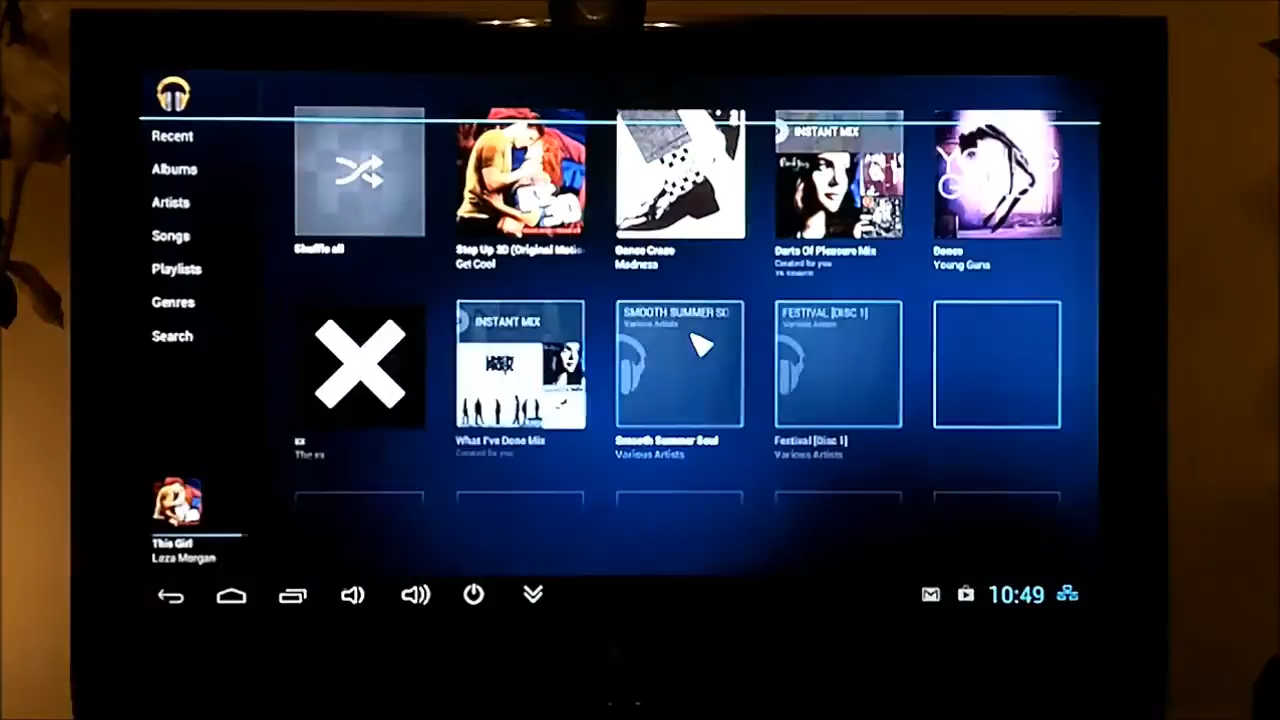 Recent
Albums
Artists
Songs
Playlists
Genres
Search
Shuffle all
Step Up 3D (Original Motio
Get Cool
Dance Craze
Madness
INSTANT MIX
Darts Of Pleasure Mix
Created for you
Dance
Young Guns
xx
The xx
INSTANT MIX
What I've Done Mix
Created for you
SMOOTH SUMMER SO
Various Artists
Smooth Summer Soul
Various Artists
FESTIVAL [DISC 1]
Various Artists
Festival [Disc 1]
Various Artists
This Girl
Laza Morgan
10:49